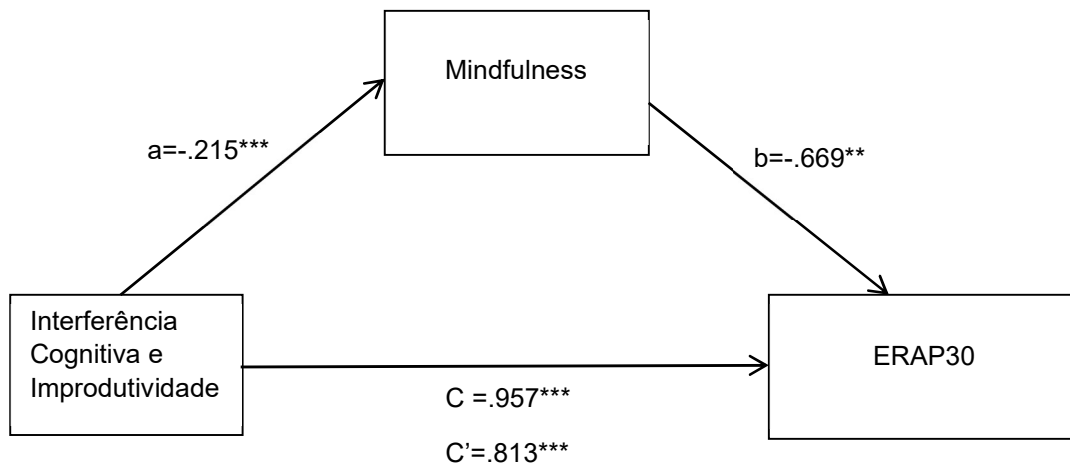 Mindfulness
a=-.215***
b=-.669**
Interferência
Cognitiva e
Improdutividade
ERAP30
C =.957***
C’=.813***